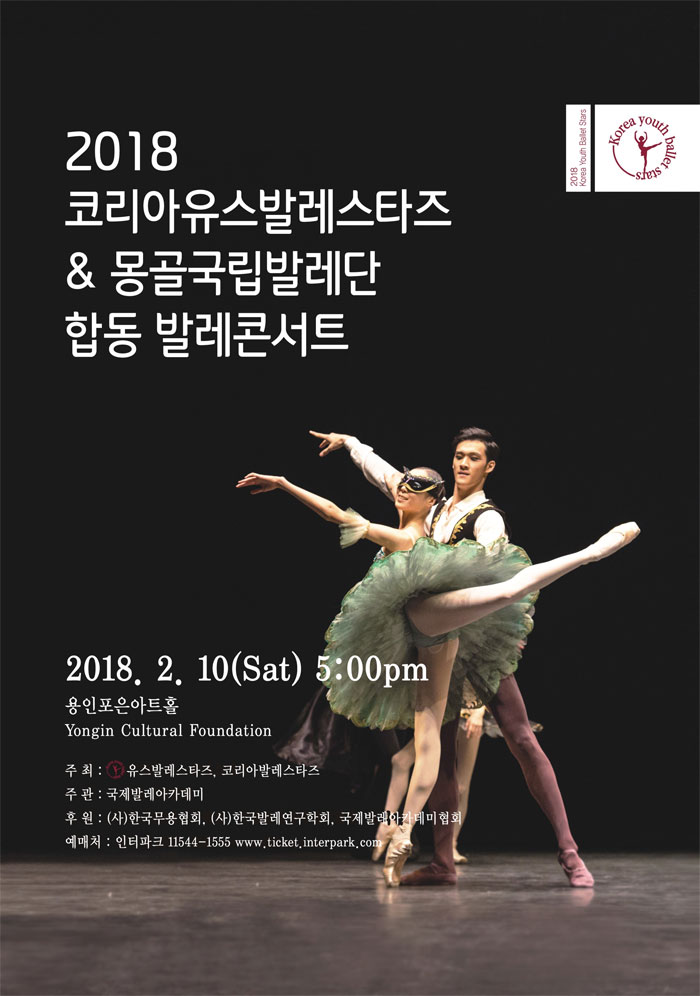 2018
코리아유스발레스타즈
& 몽골국립발레단
합동 발레콘서트
2018
Korea Youth Ballet Stars
Korea youth ballet stars
2018. 2. 10(Sat) 5:00pm
용인포은아트홀
Yongin Cultural Foundation
주 최 : 유스발레스타즈, 코리아발레스타즈
주 관 : 국제발레아카데미
후 원 : (사)한국무용협회, (사)한국발레연구학회, 국제발레아카데미협회
예매처 : 인터파크 11544-1555 www.ticket.interpark.com